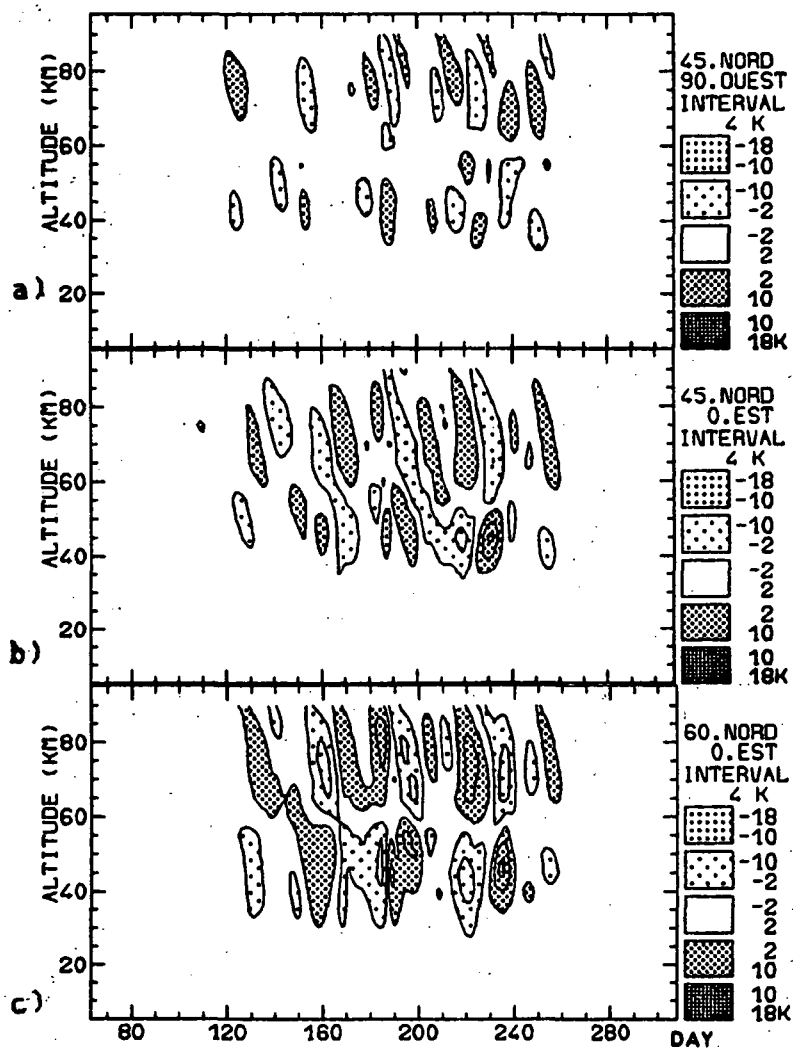 a)
ALTITUDE (KM)
80
60
40
20
45.NORD
90.OUEST
INTERVAL
4 K
-18
-10
-10
-2
-2
2
2
10
10
18K
b)
ALTITUDE (KM)
80
60
40
20
45.NORD
0.EST
INTERVAL
4 K
-18
-10
-10
-2
-2
2
2
10
10
18K
c)
ALTITUDE (KM)
80
60
40
20
60.NORD
0.EST
INTERVAL
4 K
-18
-10
-10
-2
-2
2
2
10
10
18K
80 120 160 200 240 280 DAY